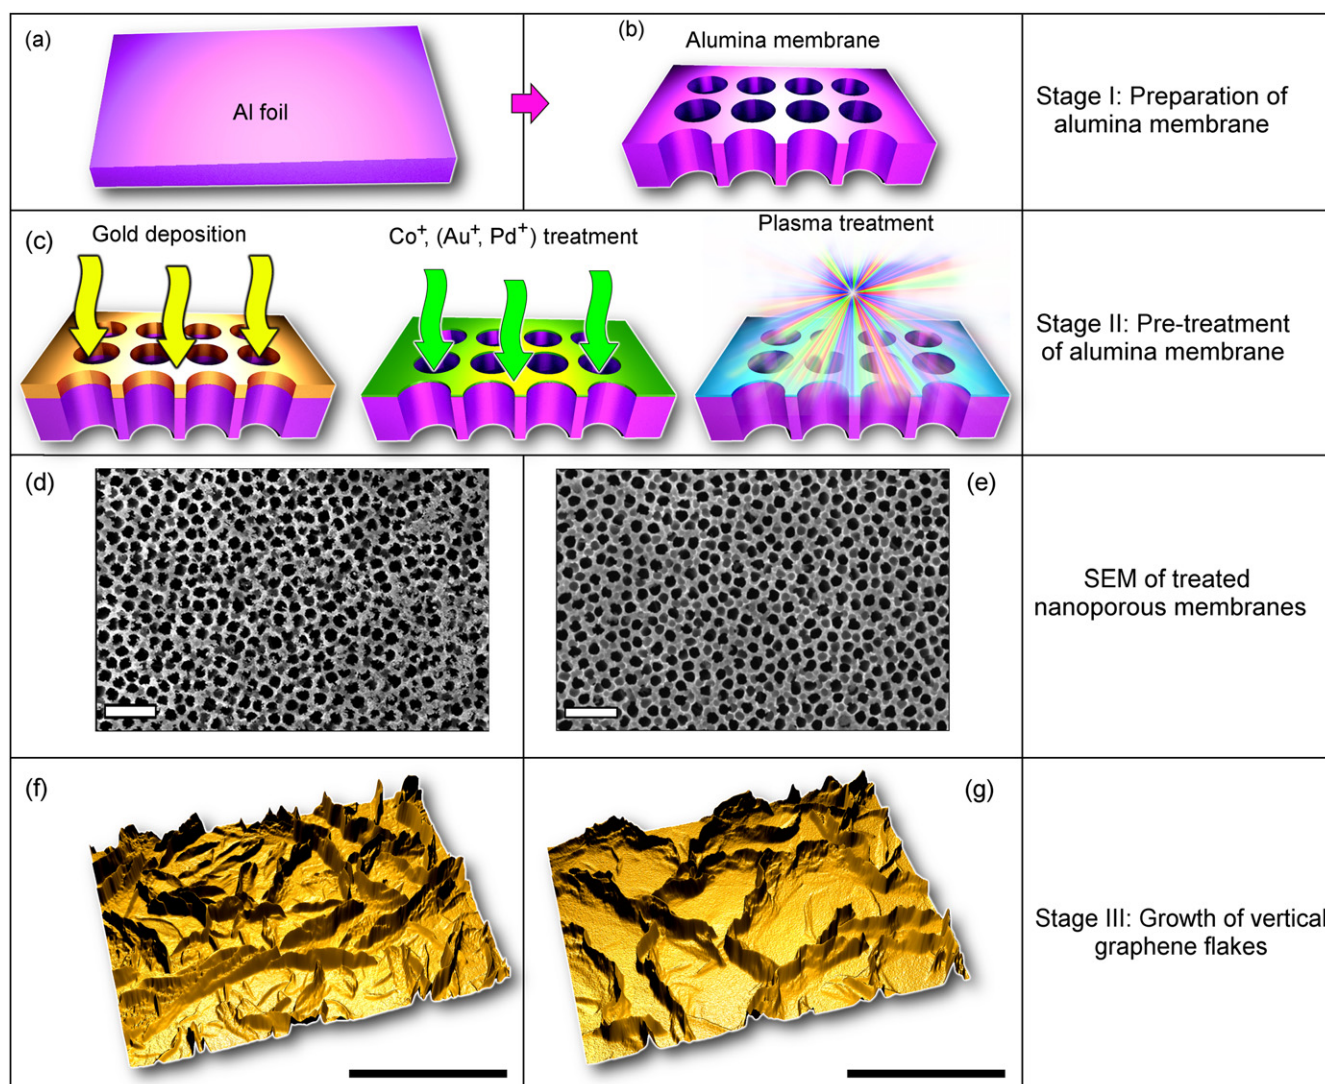 (a)
Al foil
(b)
Alumina membrane
Stage I: Preparation of
alumina membrane
(c)
Gold deposition
Co⁺, (Au⁺, Pd⁺) treatment
Plasma treatment
Stage II: Pre-treatment
of alumina membrane
(d)
(e)
SEM of treated
nanoporous membranes
(f)
(g)
Stage III: Growth of vertical
graphene flakes